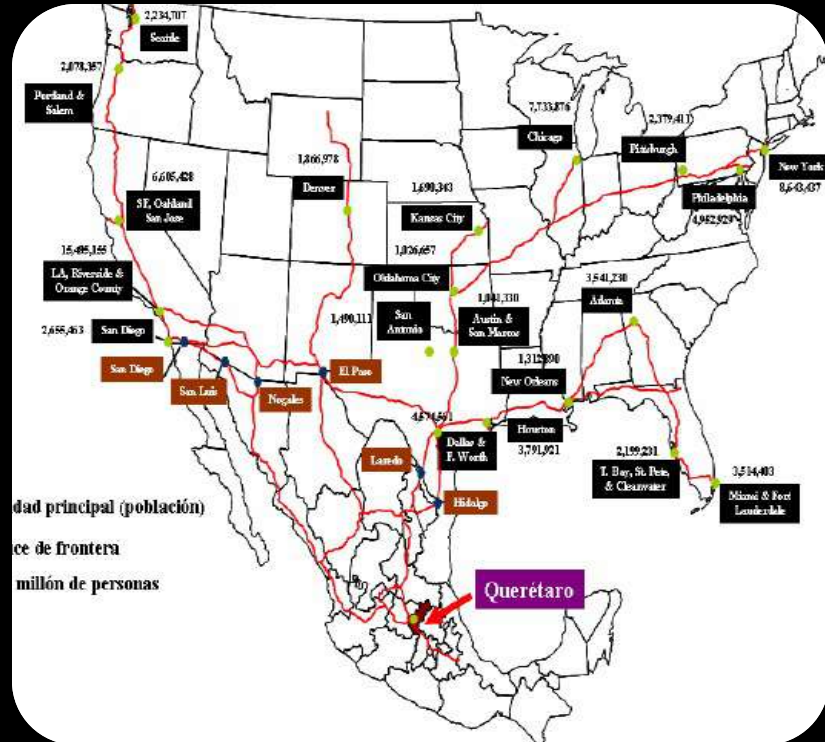 2,234,707
Seattle
2,078,357
Portland &
Salem
7,733,876
Chicago
2,379,411
Pittsburgh
New York
8,643,437
Philadelphia
4,952,929
1,866,978
Denver
6,605,428
SF, Oakland
San Jose
1,690,343
Kansas City
1,026,657
Oklahoma City
15,495,155
LA, Riverside &
Orange County
3,541,230
Atlanta
1,041,330
Austin &
San Marcos
San
Antonio
1,490,111
2,655,463
San Diego
San Diego
San Luis
Nogales
El Paso
New Orleans
Houston
3,791,921
Dallas &
F. Worth
Laredo
Hidalgo
2,199,231
T. Bay, St. Pete,
& Clearwater
3,514,403
Miami & Fort
Lauderdale
dad principal (población)
ce de frontera
millón de personas
Querétaro